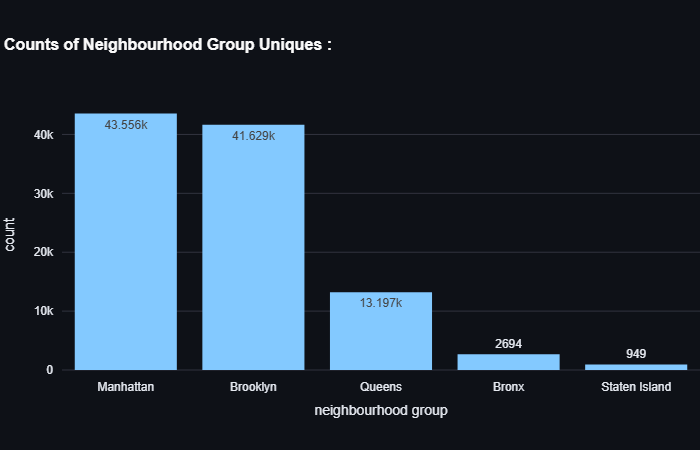 Counts of Neighbourhood Group Uniques :
43.556k
41.629k
13.197k
2694
949
40k
30k
20k
10k
0
count
Manhattan
Brooklyn
Queens
Bronx
Staten Island
neighbourhood group